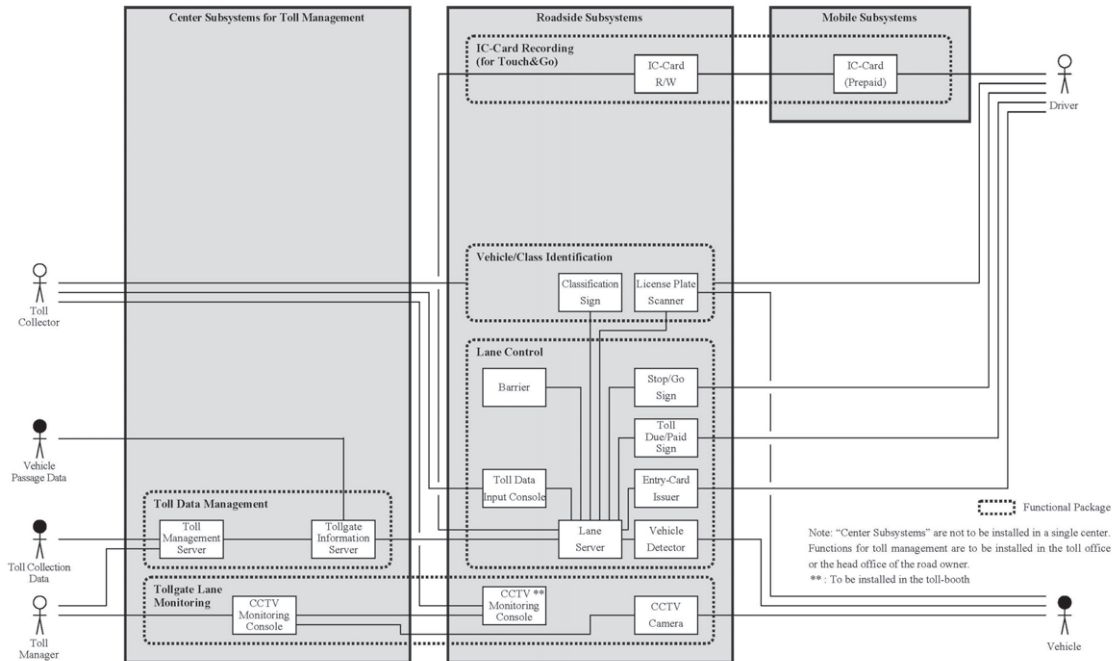 Center Subsystems for Toll Management
Roadside Subsystems
Mobile Subsystems
IC-Card Recording
(for Touch&Go)
IC-Card
R/W
IC-Card
(Prepaid)
Driver
Vehicle/Class Identification
Classification
Sign
License Plate
Scanner
Toll
Collector
Lane Control
Barrier
Stop/Go
Sign
Toll
Due/Paid
Sign
Vehicle
Passage Data
Toll Data
Input Console
Entry-Card
Issuer
Toll Data Management
Toll
Management
Server
Tollgate
Information
Server
Lane
Server
Vehicle
Detector
Toll Collection
Data
Functional Package
Note: “Center Subsystems” are not to be installed in a single center.
Functions for toll management are to be installed in the toll office
or the head office of the road owner.
** : To be installed in the toll-booth
Tollgate Lane
Monitoring
CCTV
Monitoring
Console
CCTV **
Monitoring
Console
CCTV
Camera
Toll
Manager
Vehicle